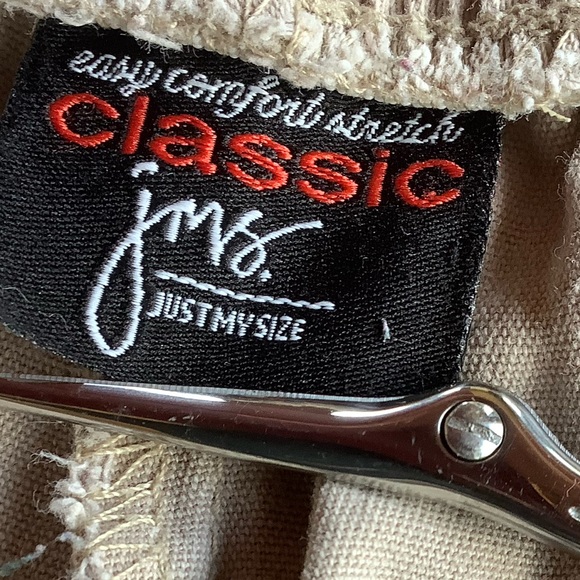 easy comfort stretch
classic
jms.
JUST MY SIZE